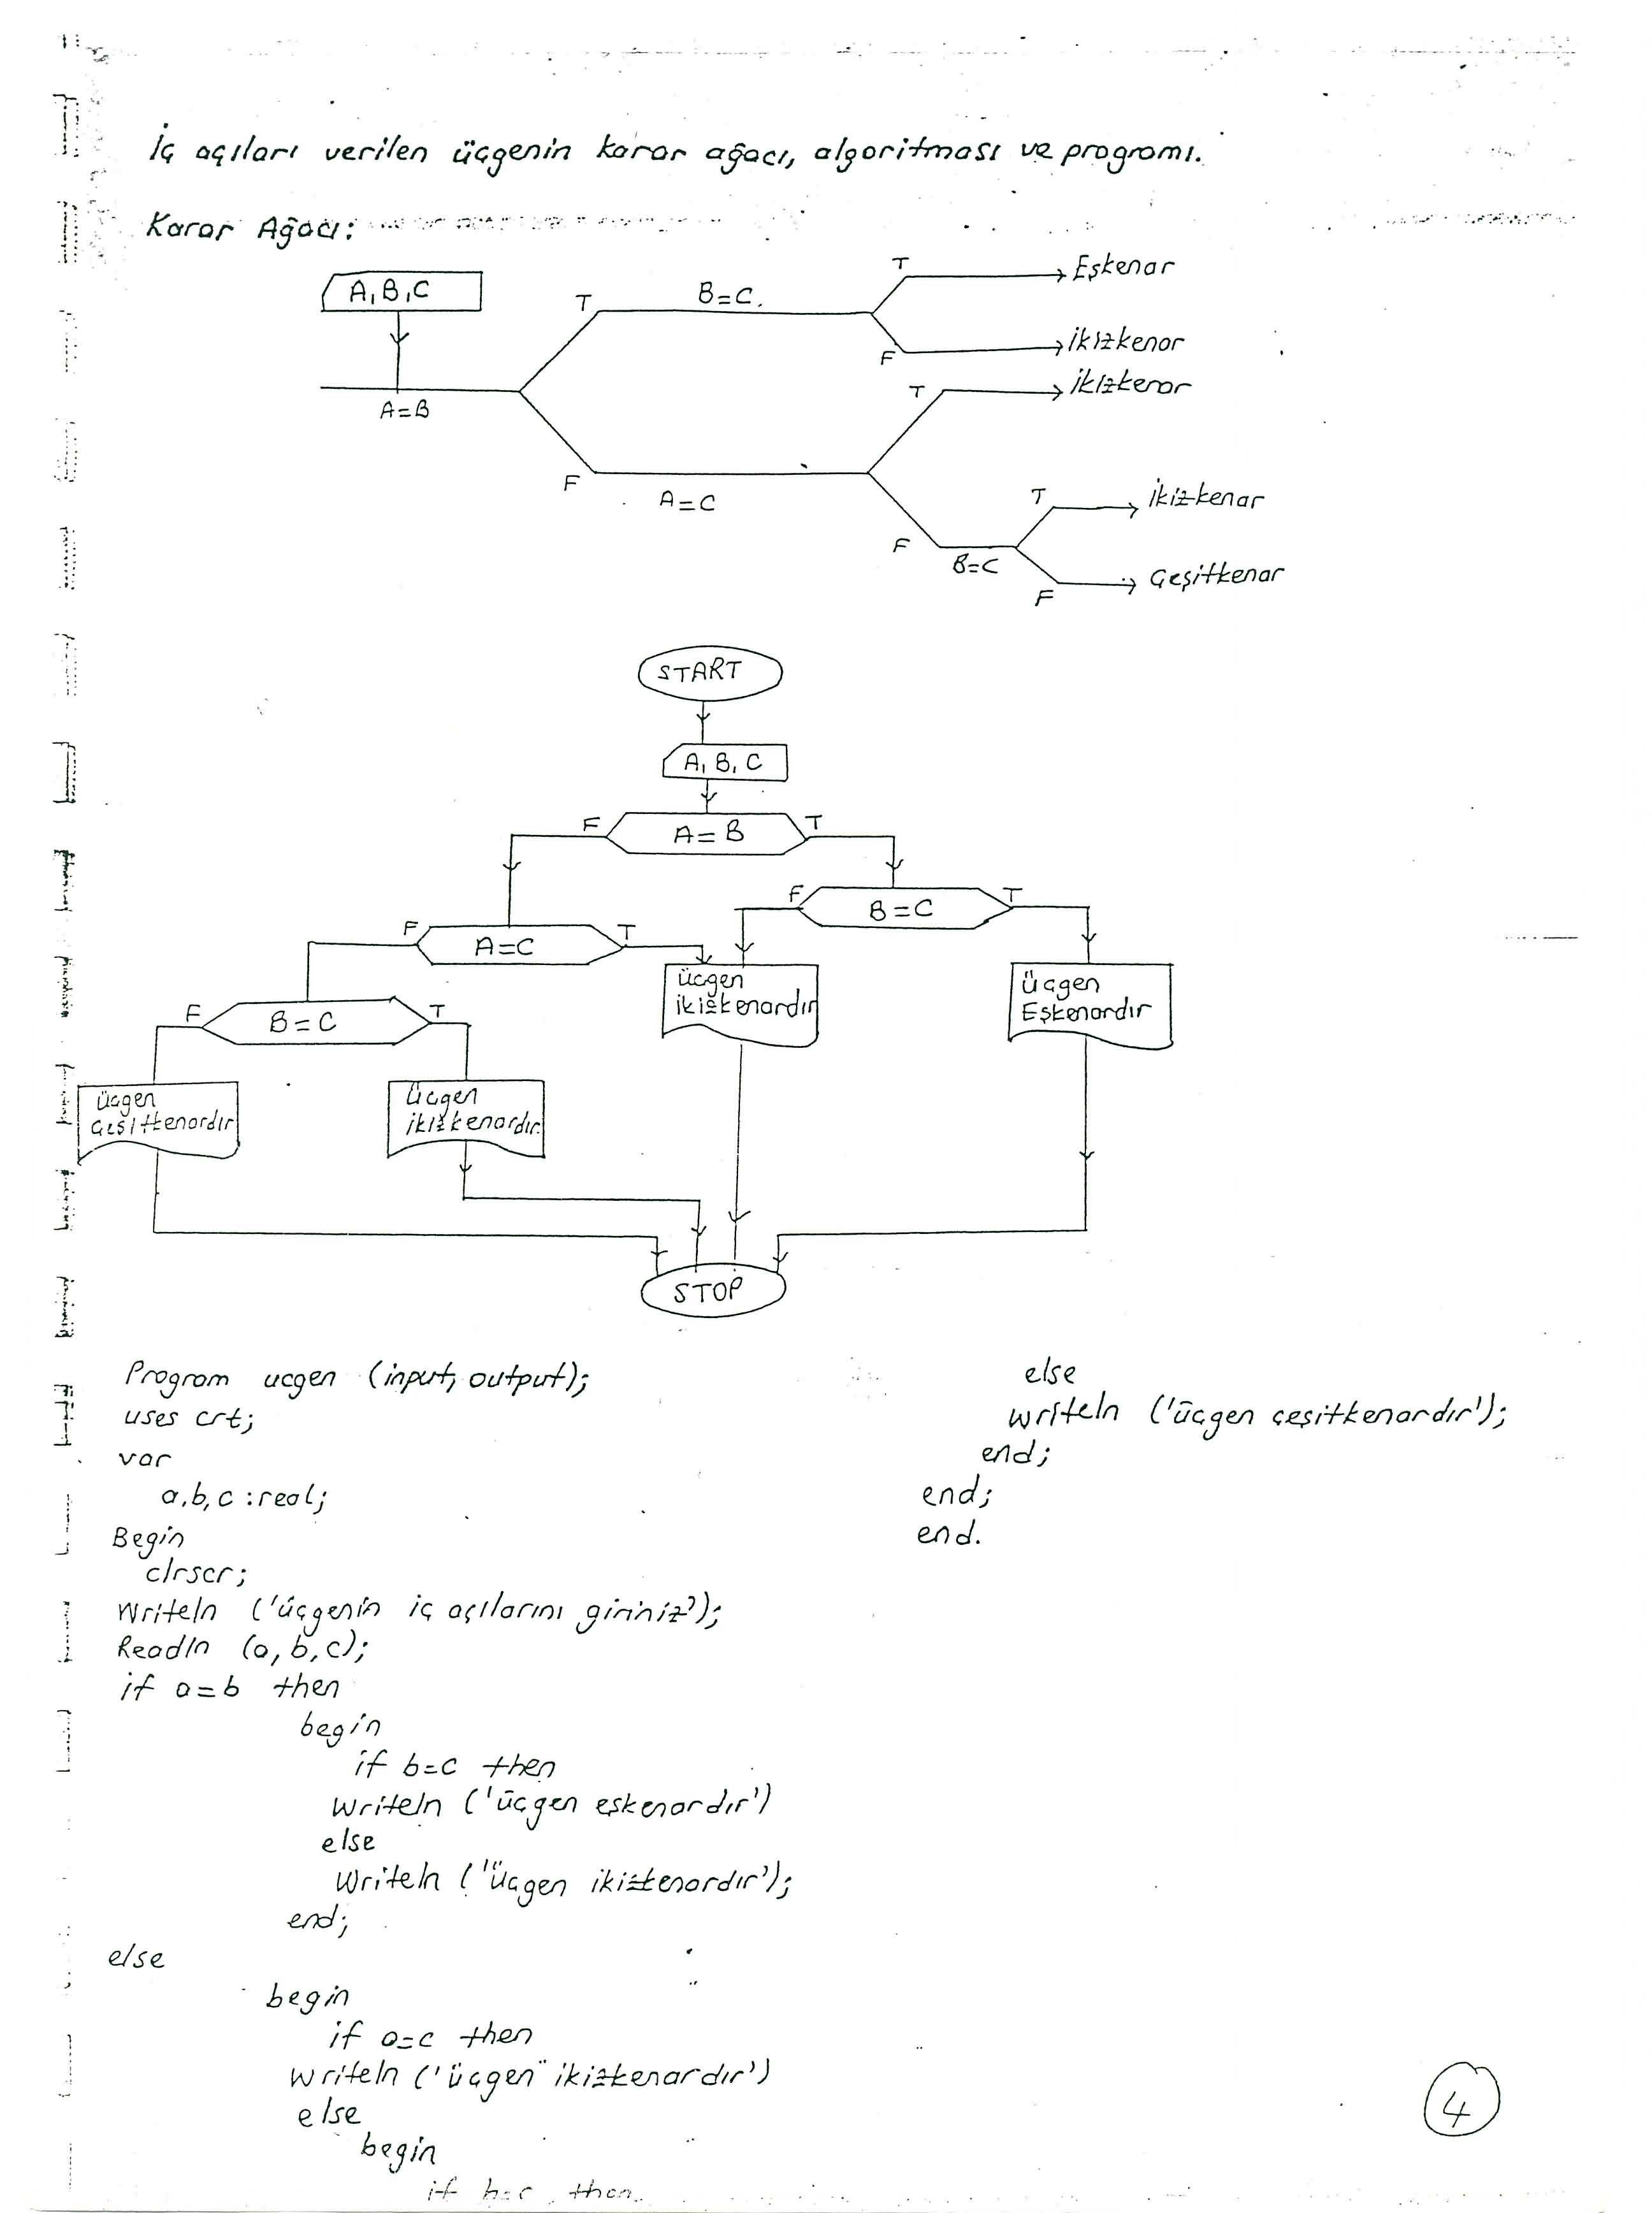 İç açıları verilen üçgenin karar ağacı, algoritması ve programı.
Karar Ağacı:
A, B, C
A=B
T
B=C
T
Eşkenar
F
ikizkenar
F
A=C
T
ikizkenar
F
B=C
T
ikizkenar
F
Çeşitkenar
START
A, B, C
F
A=B
T
F
B=C
T
F
A=C
T
üçgen
ikizkenardır
üçgen
Eşkenardır
F
B=C
T
üçgen
çeşitkenardır
üçgen
ikizkenardır
STOP
Program ucgen (input, output);
uses crt;
var
a,b,c :real;
Begin
clrscr;
Writeln ('üçgenin iç açılarını giriniz');
Readln (a, b, c);
if a=b then
begin
if b=c then
Writeln ('üçgen eşkenardır')
else
Writeln ('Üçgen ikizkenardır');
end;
else
begin
if a=c then
Writeln ('üçgen ikizkenardır')
else
begin
if b=c then
else
Writeln ('üçgen çeşitkenardır');
end;
end;
end.
4